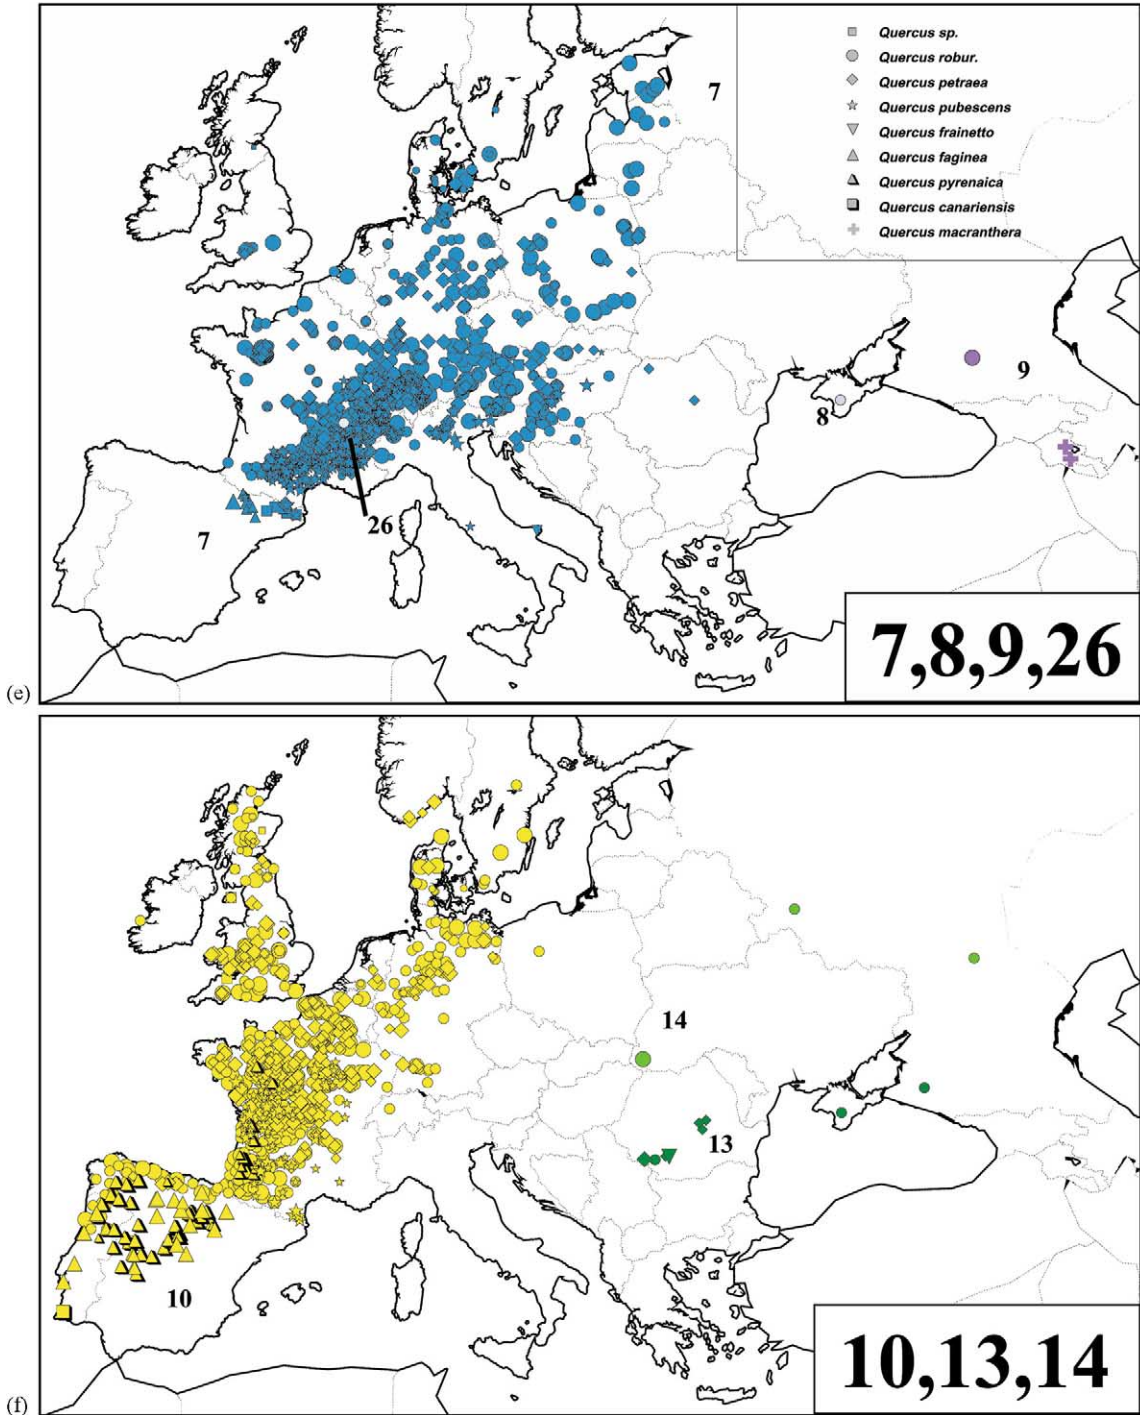 Quercus sp.
Quercus robur.
7
Quercus petraea
Quercus pubescens
Quercus frainetto
Quercus faginea
Quercus pyrenaica
Quercus canariensis
Quercus macranthera
9
8
26
7
7,8,9,26
(e)
14
13
10
10,13,14
(f)